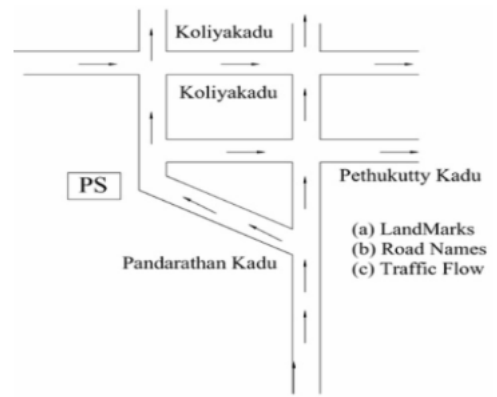 Koliyakadu
Koliyakadu
PS
Pethukutty Kadu
(a) LandMarks
(b) Road Names
(c) Traffic Flow
Pandarathan Kadu